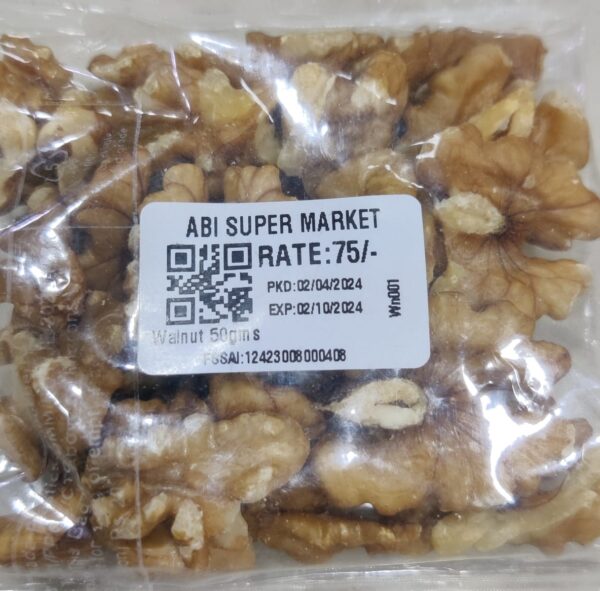 ABI SUPER MARKET
RATE:75/-
PKD:02/04/2024
EXP:02/10/2024
Wn001
Walnut 50gms
FSSAI:12423008000408